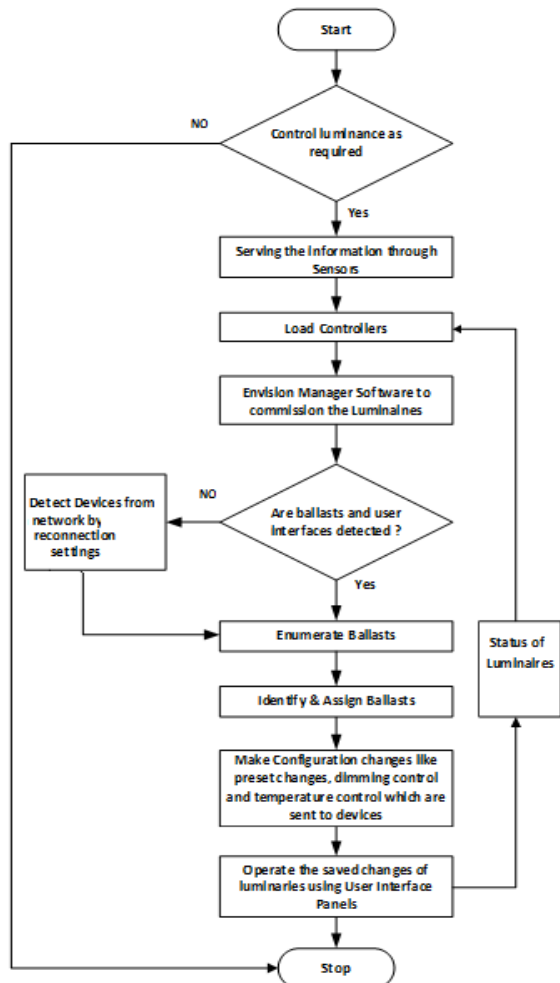 Start
NO
Control luminance as
required
Yes
Serving the information through
Sensors
Load Controllers
Envision Manager Software to
commission the Luminaines
NO
Detect Devices from
network by
reconnection
settings
Are ballasts and user
interfaces detected ?
Yes
Enumerate Ballasts
Status of
Luminaires
Identify & Assign Ballasts
Make Configuration changes like
preset changes, dimming control
and temperature control which are
sent to devices
Operate the saved changes of
luminaries using User Interface
Panels
Stop